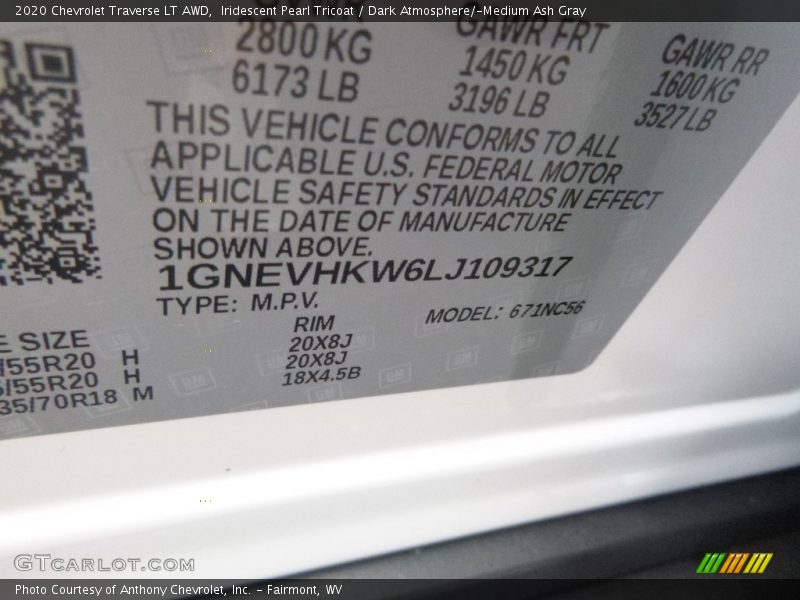 2020 Chevrolet Traverse LT AWD,  Iridescent Pearl Tricoat / Dark Atmosphere/­Medium Ash Gray
2800 KG
6173 LB
GAWR FRT
1450 KG
3196 LB
GAWR RR
1600 KG
3527 LB
THIS VEHICLE CONFORMS TO ALL
APPLICABLE U.S. FEDERAL MOTOR
VEHICLE SAFETY STANDARDS IN EFFECT
ON THE DATE OF MANUFACTURE
SHOWN ABOVE.
1GNEVHKW6LJ109317
TYPE: M.P.V.
MODEL: 671NC56
SIZE RIM
/55R20 H 20X8J
/55R20 H 20X8J
35/70R18 M 18X4.5B
GTCARLOT.COM
Photo Courtesy of Anthony Chevrolet, Inc. - Fairmont, WV